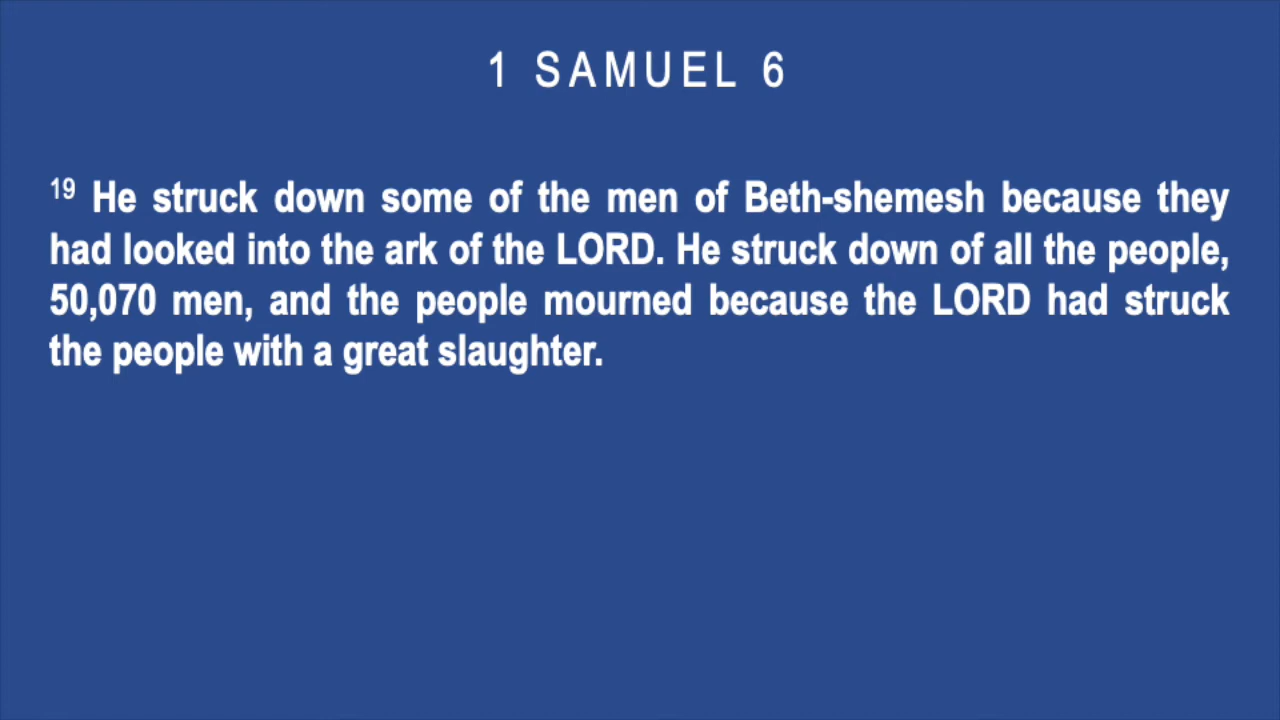 1 SAMUEL 6
19 He struck down some of the men of Beth-shemesh because they
had looked into the ark of the LORD. He struck down of all the people,
50,070 men, and the people mourned because the LORD had struck
the people with a great slaughter.